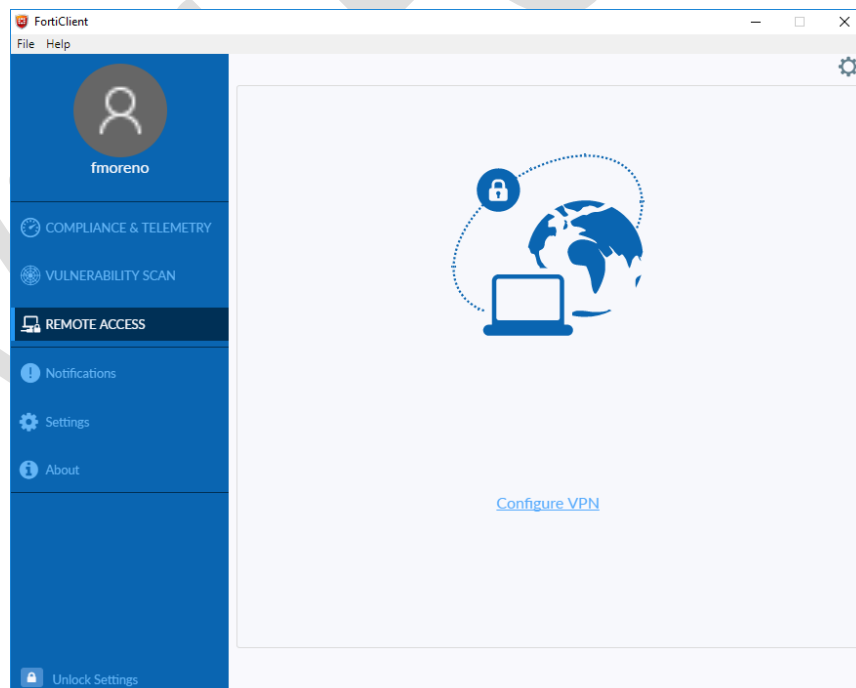 FortiClient
File Help
fmoreno
COMPLIANCE & TELEMETRY
VULNERABILITY SCAN
REMOTE ACCESS
Notifications
Settings
About
Configure VPN
Unlock Settings